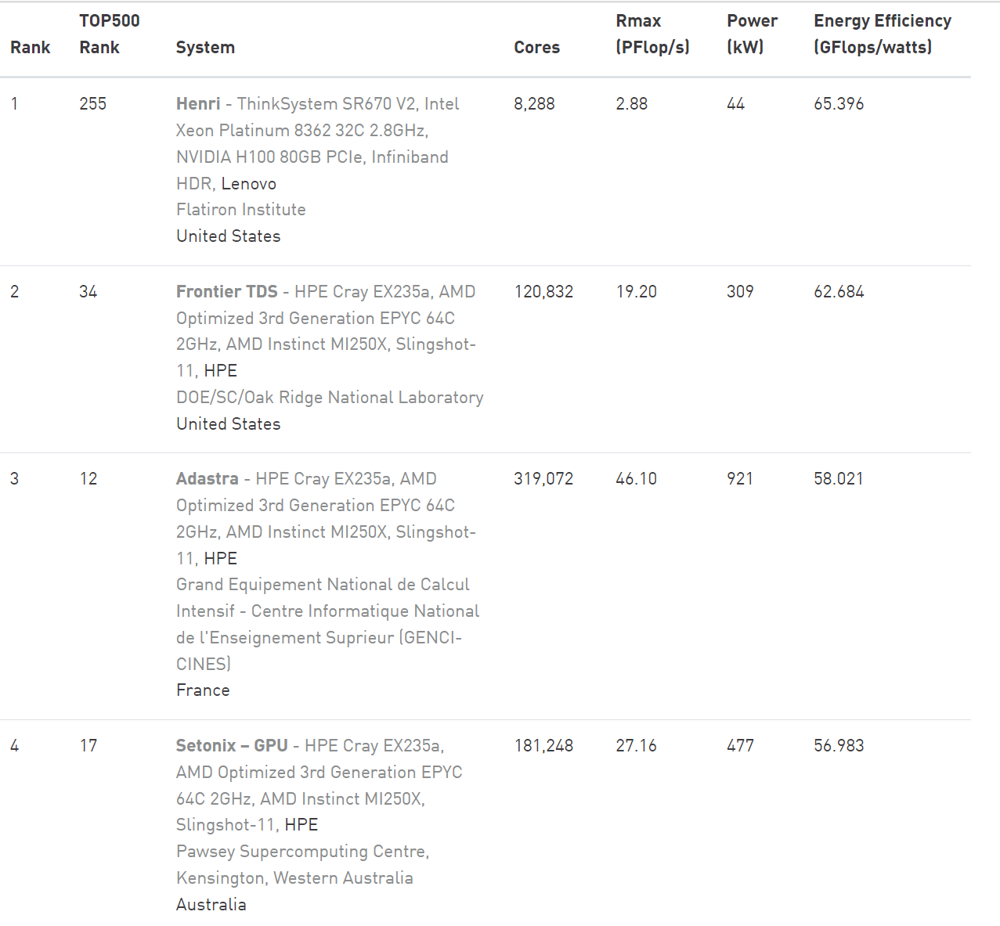 Rank TOP500 Rank System Cores Rmax (PFlop/s) Power (kW) Energy Efficiency (GFlops/watts)
1 255 Henri - ThinkSystem SR670 V2, Intel 8,288 2.88 44 65.396
Xeon Platinum 8362 32C 2.8GHz,
NVIDIA H100 80GB PCIe, Infiniband
HDR, Lenovo
Flatiron Institute
United States
2 34 Frontier TDS - HPE Cray EX235a, AMD 120,832 19.20 309 62.684
Optimized 3rd Generation EPYC 64C
2GHz, AMD Instinct MI250X, Slingshot-
11, HPE
DOE/SC/Oak Ridge National Laboratory
United States
3 12 Adastra - HPE Cray EX235a, AMD 319,072 46.10 921 58.021
Optimized 3rd Generation EPYC 64C
2GHz, AMD Instinct MI250X, Slingshot-
11, HPE
Grand Equipement National de Calcul
Intensif - Centre Informatique National
de l'Enseignement Suprieur (GENCI-
CINES)
France
4 17 Setonix – GPU - HPE Cray EX235a, 181,248 27.16 477 56.983
AMD Optimized 3rd Generation EPYC
64C 2GHz, AMD Instinct MI250X,
Slingshot-11, HPE
Pawsey Supercomputing Centre,
Kensington, Western Australia
Australia